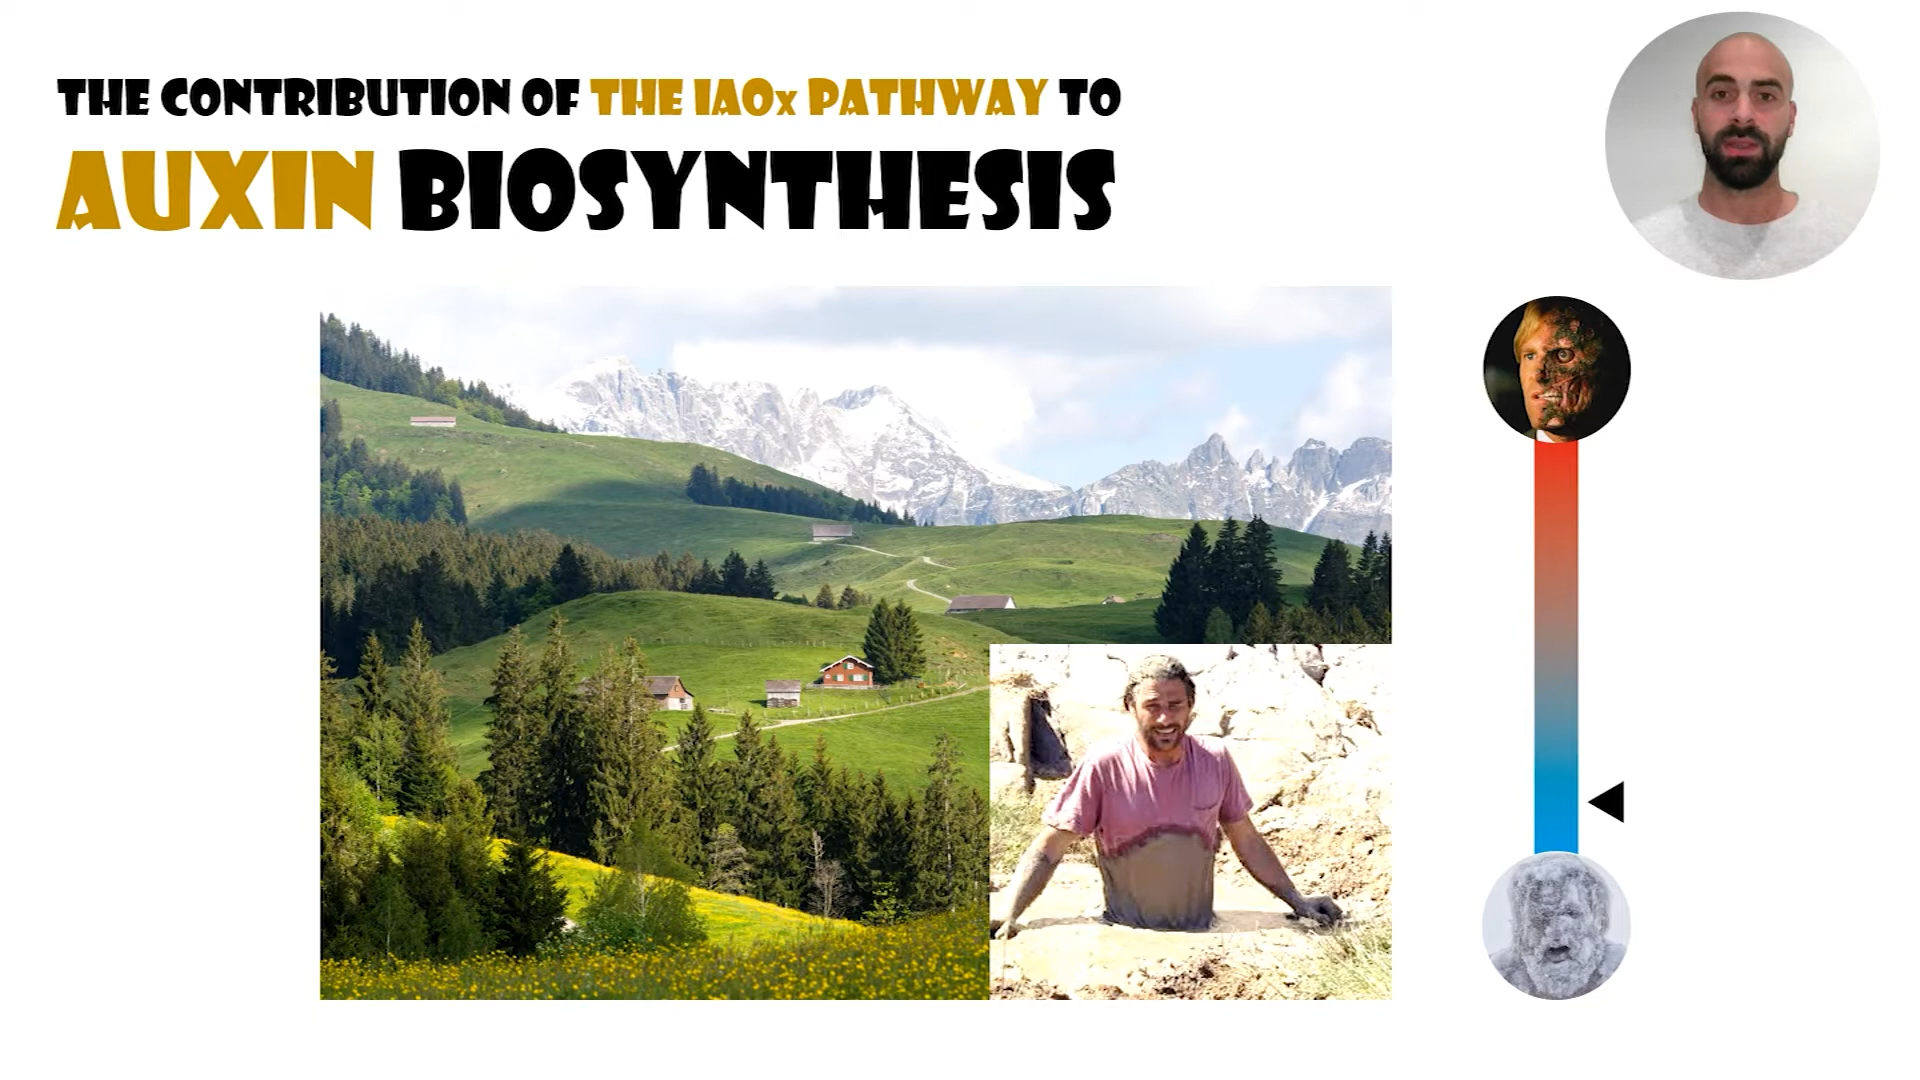 THE CONTRIBUTION OF THE IAOx PATHWAY TO
AUXIN BIOSYNTHESIS